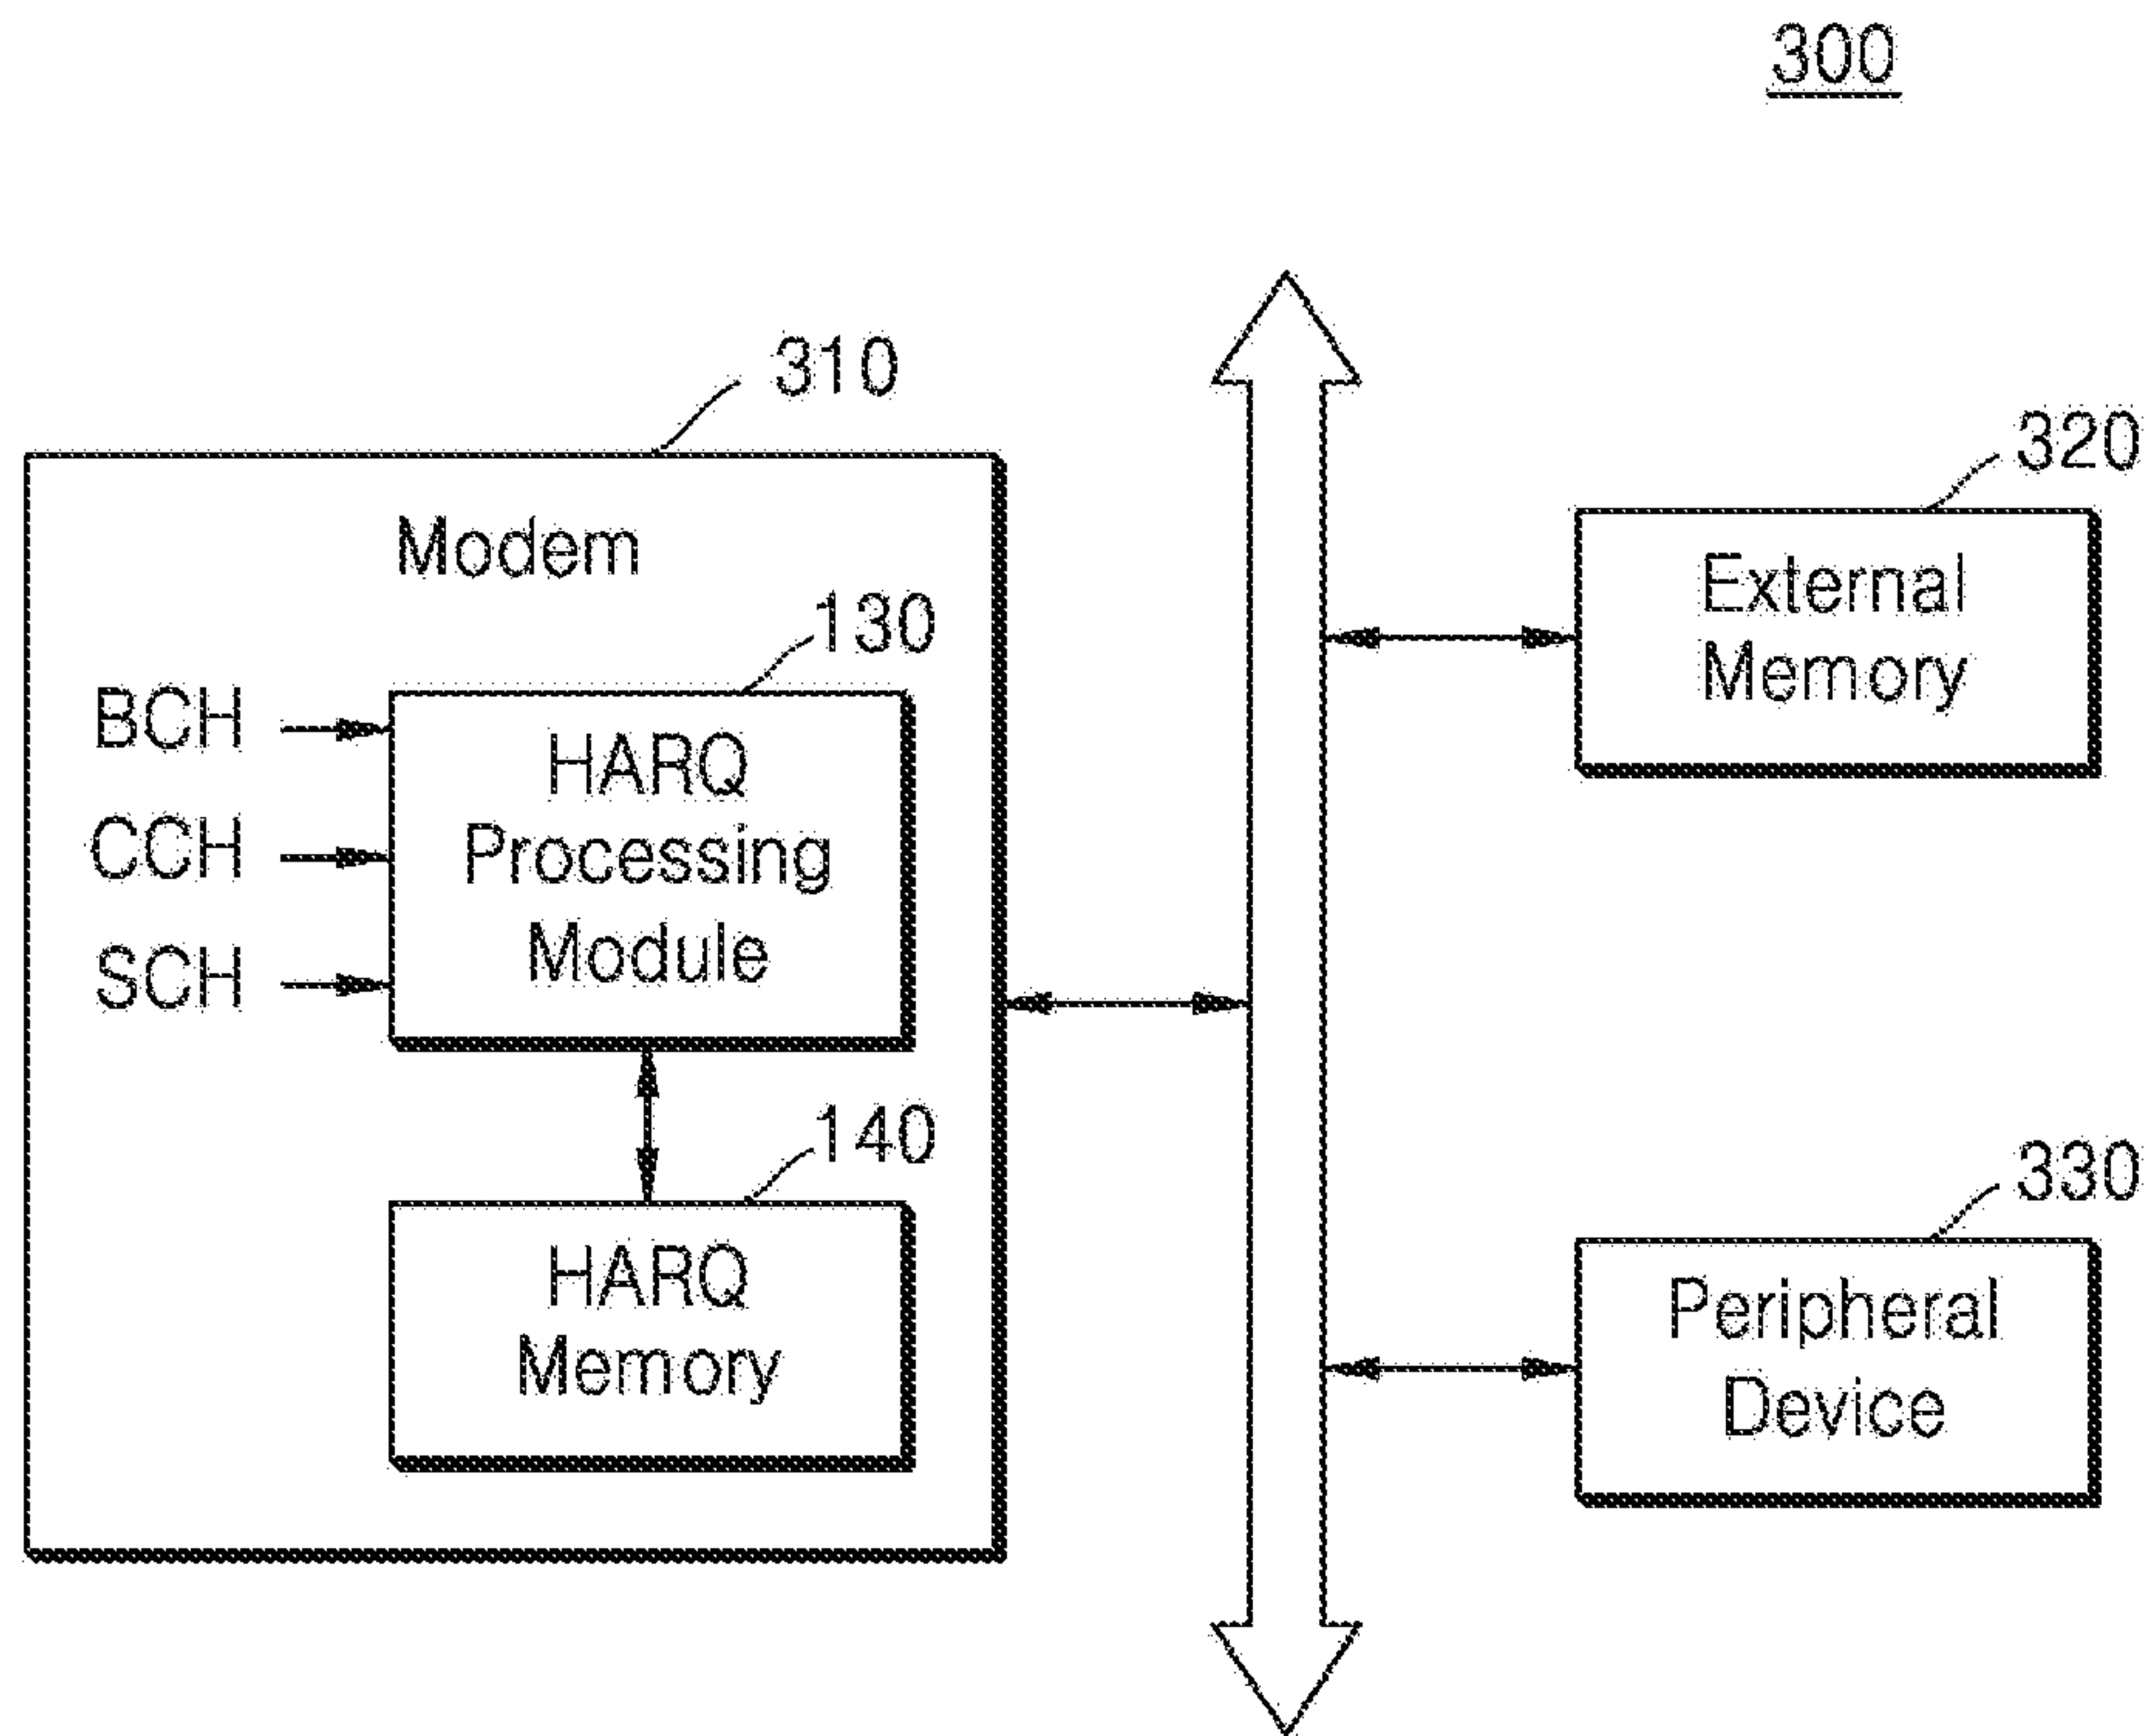 300
310
Modem
130
BCH
CCH
SCH
HARQ
Processing
Module
140
HARQ
Memory
320
External
Memory
330
Peripheral
Device